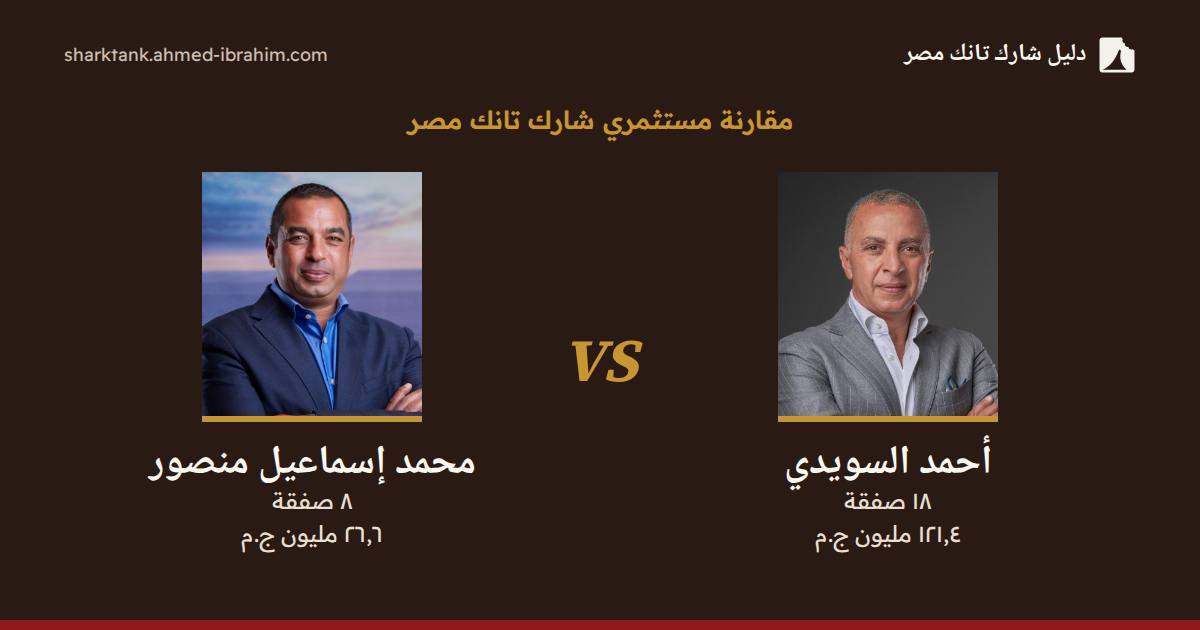 دليل شارك تانك مصر
sharktank.ahmed-ibrahim.com
مقارنة مستثمري شارك تانك مصر
VS
أحمد السويدي
١٨ صفقة
١٢١,٤ مليون ج.م
محمد إسماعيل منصور
٨ صفقة
٢٦,٦ مليون ج.م